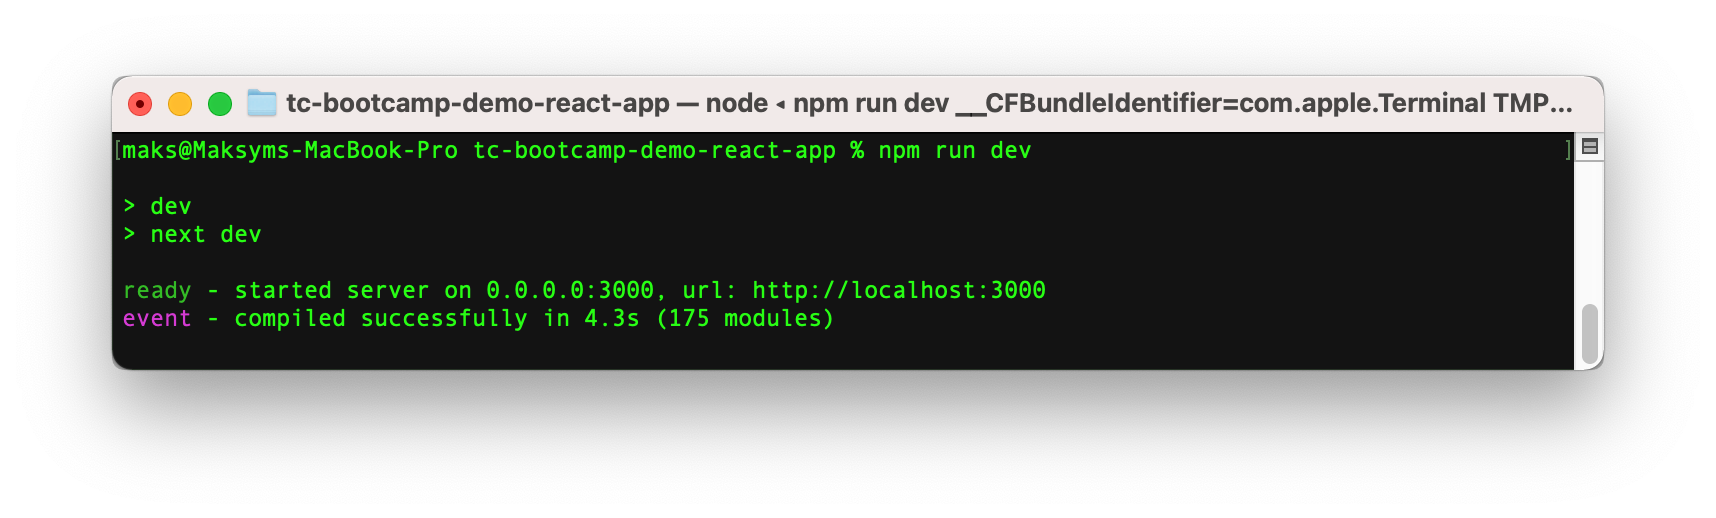 tc-bootcamp-demo-react-app — node ◂ npm run dev __CFBundleIdentifier=com.apple.Terminal TMP...
[maks@Maksyms-MacBook-Pro tc-bootcamp-demo-react-app % npm run dev ]
> dev
> next dev
ready - started server on 0.0.0.0:3000, url: http://localhost:3000
event - compiled successfully in 4.3s (175 modules)